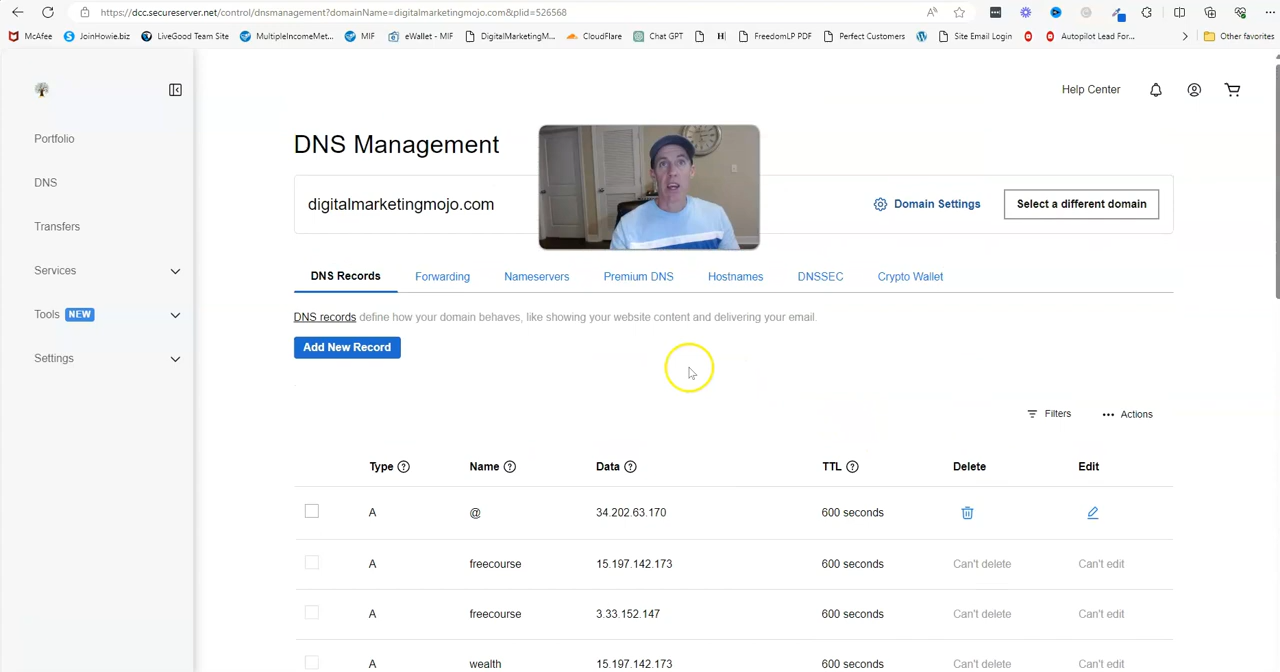 https://dcc.secureserver.net/control/dnsmanagement?domainName=digitalmarketingmojo.com&plid=526568
McAfee JoinHowie.biz LiveGood Team Site MultipleIncomeMet... MIF eWallet - MIF DigitalMarketingM... CloudFlare Chat GPT H| FreedomLP PDF Perfect Customers Site Email Login Autopilot Lead For... Other favorites
Help Center
Portfolio
DNS
Transfers
Services
Tools NEW
Settings
DNS Management
digitalmarketingmojo.com Domain Settings Select a different domain
DNS Records Forwarding Nameservers Premium DNS Hostnames DNSSEC Crypto Wallet
DNS records define how your domain behaves, like showing your website content and delivering your email.
Add New Record
Filters ••• Actions
Type ? Name ? Data ? TTL ? Delete Edit
A @ 34.202.63.170 600 seconds
A freecourse 15.197.142.173 600 seconds Can't delete Can't edit
A freecourse 3.33.152.147 600 seconds Can't delete Can't edit
A wealth 15.197.142.173 600 seconds Can't delete Can't edit